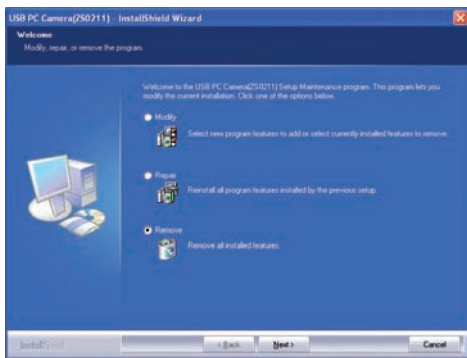 USB PC Camera(ZS0211) - InstallShield Wizard
Welcome
Modify, repair, or remove the program.
Welcome to the USB PC Camera(ZS0211) Setup Maintenance program. This program lets you
modify the current installation. Click one of the options below.
Modify
Select new program features to add or select currently installed features to remove.
Repair
Reinstall all program features installed by the previous setup.
Remove
Remove all installed features.
InstallShield
< Back
Next >
Cancel